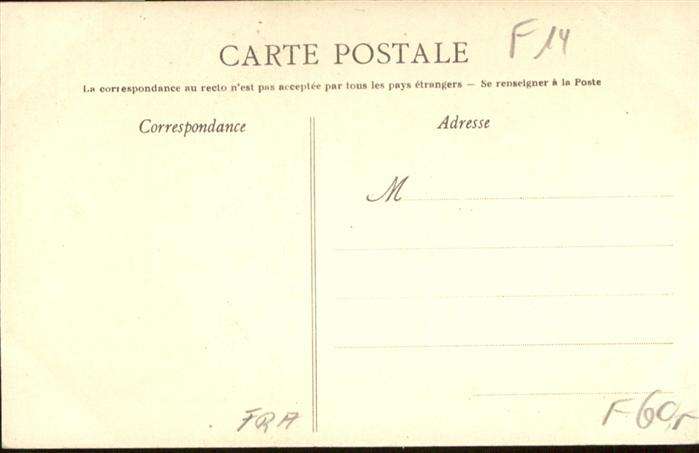 CARTE POSTALE
F 14
La correspondance au recto n'est pas acceptée par tous les pays étrangers — Se renseigner à la Poste
Correspondance
Adresse
M
FRA
F60,F